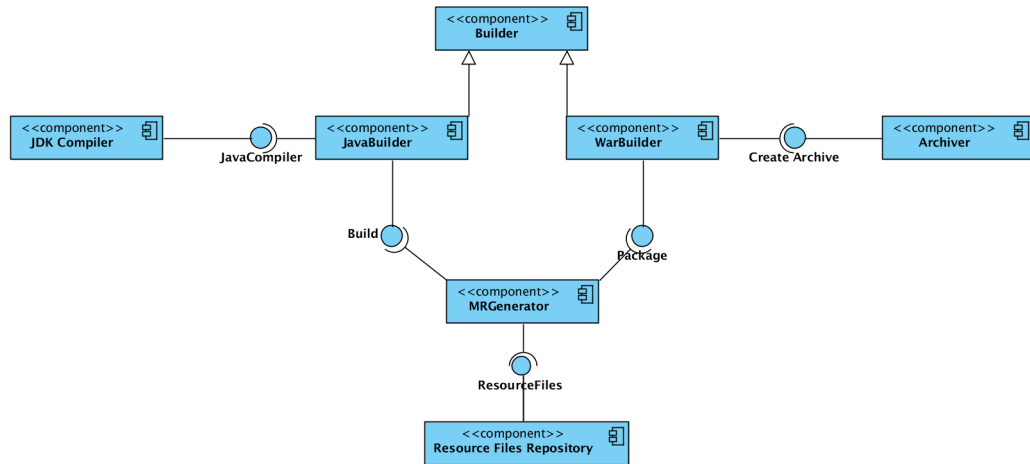 <<component>>
Builder
<<component>>
JDK Compiler
JavaCompiler
<<component>>
JavaBuilder
<<component>>
WarBuilder
Create Archive
<<component>>
Archiver
Build
Package
<<component>>
MRGenerator
ResourceFiles
<<component>>
Resource Files Repository